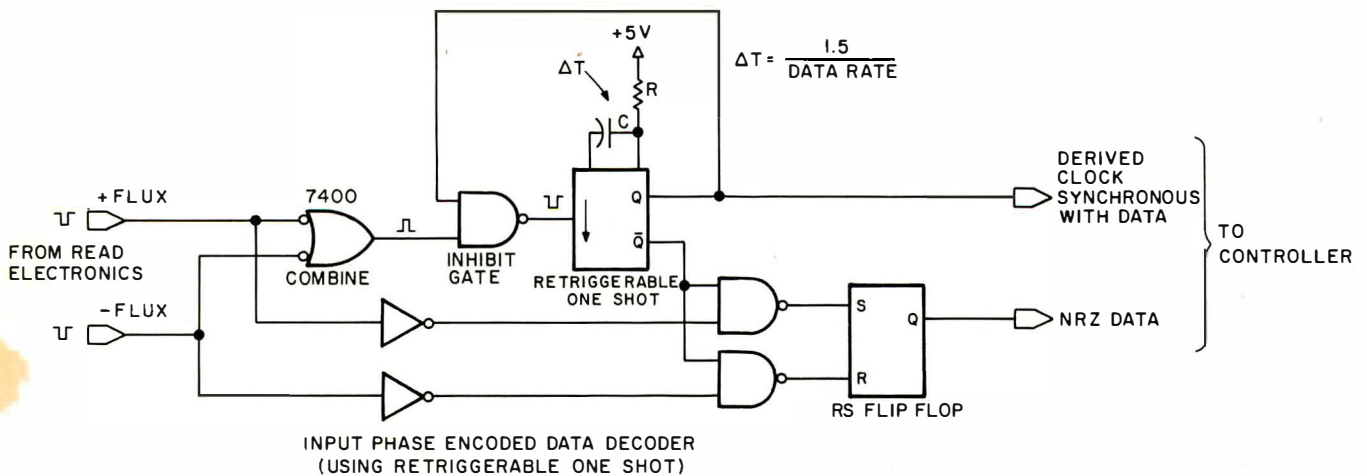 +5V
ΔT
R
C
ΔT = 1.5
DATA RATE
+FLUX
7400
FROM READ
ELECTRONICS
COMBINE
INHIBIT
GATE
Q
Q̅
RETRIGGERABLE
ONE SHOT
DERIVED
CLOCK
SYNCHRONOUS
WITH DATA
TO
CONTROLLER
-FLUX
S
Q
R
NRZ DATA
RS FLIP FLOP
INPUT PHASE ENCODED DATA DECODER
(USING RETRIGGERABLE ONE SHOT)